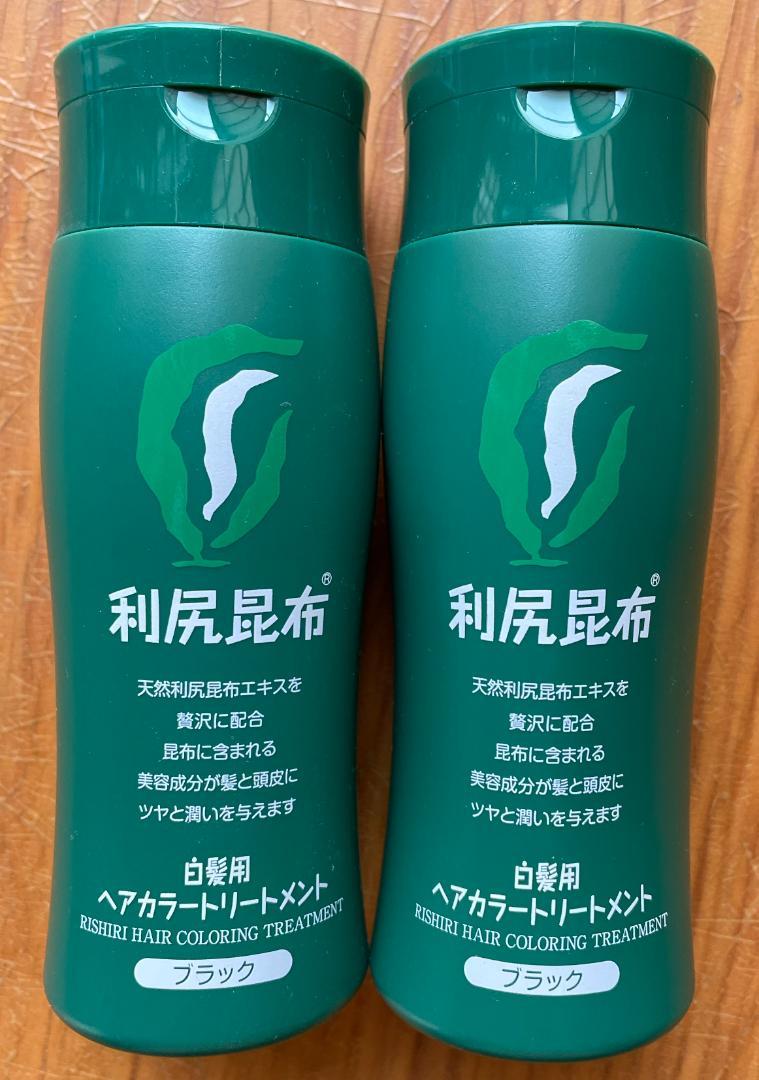 利尻昆布®
天然利尻昆布エキスを
贅沢に配合
昆布に含まれる
美容成分が髪と頭皮に
ツヤと潤いを与えます
白髪用
ヘアカラートリートメント
RISHIRI HAIR COLORING TREATMENT
ブラック
利尻昆布®
天然利尻昆布エキスを
贅沢に配合
昆布に含まれる
美容成分が髪と頭皮に
ツヤと潤いを与えます
白髪用
ヘアカラートリートメント
RISHIRI HAIR COLORING TREATMENT
ブラック